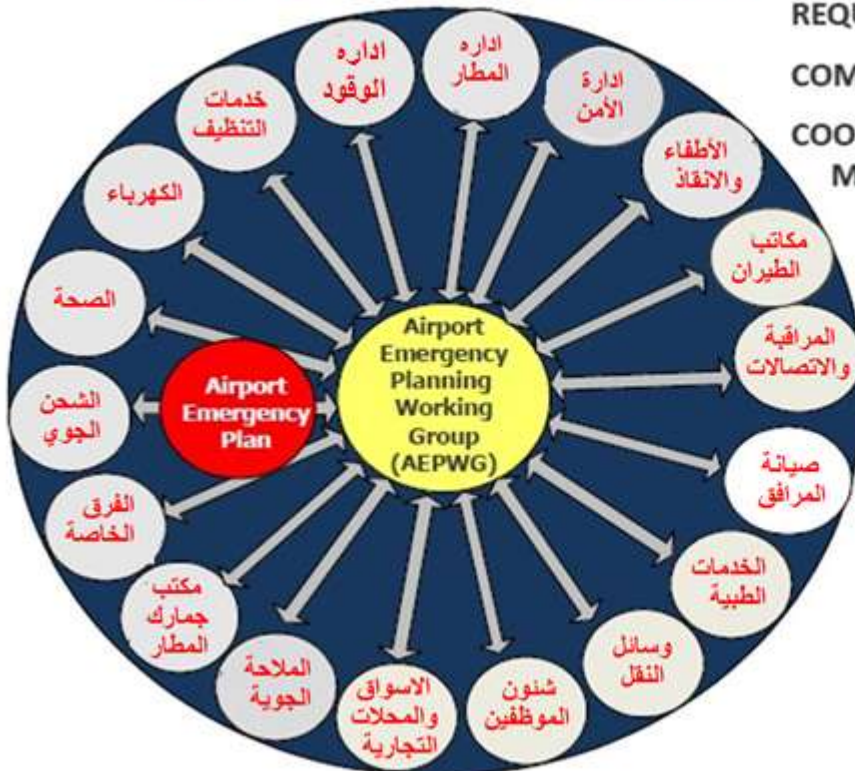 REQU
COM
COO
M
اداره
المطار
ادارة
الأمن
الأطفاء
والانقاذ
مكاتب
الطيران
المراقبة
والاتصالات
صيانة
المرافق
الخدمات
الطبية
وسائل
النقل
شئون
الموظفين
الاسواق
والمحلات
التجارية
الملاحة
الجوية
مكتب
جمارك
المطار
الفرق
الخاصة
الشحن
الجوي
الصحة
الكهرباء
خدمات
التنظيف
اداره
الوقود
Airport
Emergency
Plan
Airport
Emergency
Planning
Working
Group
(AEPWG)